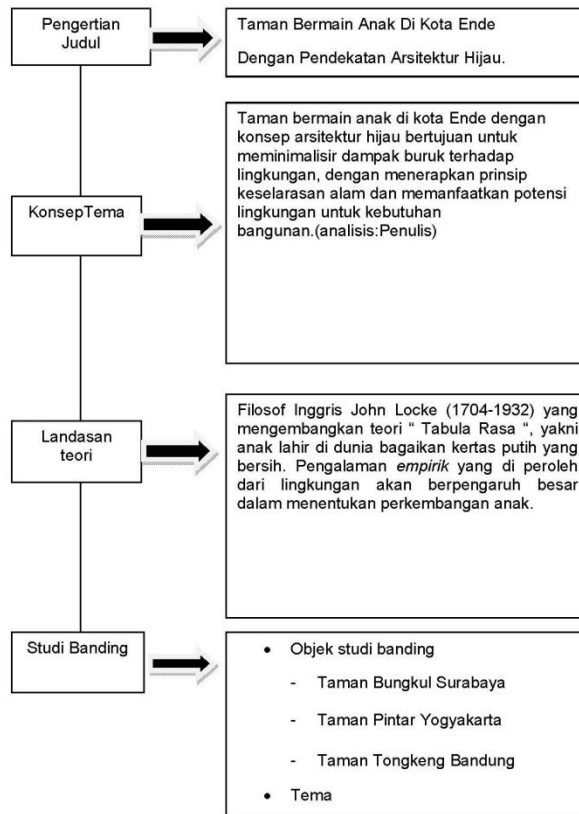 Pengertian
Judul
Taman Bermain Anak Di Kota Ende
Dengan Pendekatan Arsitektur Hijau.
KonsepTema
Taman bermain anak di kota Ende dengan
konsep arsitektur hijau bertujuan untuk
meminimalisir dampak buruk terhadap
lingkungan, dengan menerapkan prinsip
keselarasan alam dan memanfaatkan potensi
lingkungan untuk kebutuhan
bangunan.(analisis:Penulis)
Landasan
teori
Filosof Inggris John Locke (1704-1932) yang
mengembangkan teori “ Tabula Rasa “, yakni
anak lahir di dunia bagaikan kertas putih yang
bersih. Pengalaman empirik yang di peroleh
dari lingkungan akan berpengaruh besar
dalam menentukan perkembangan anak.
Studi Banding
• Objek studi banding
- Taman Bungkul Surabaya
- Taman Pintar Yogyakarta
- Taman Tongkeng Bandung
• Tema